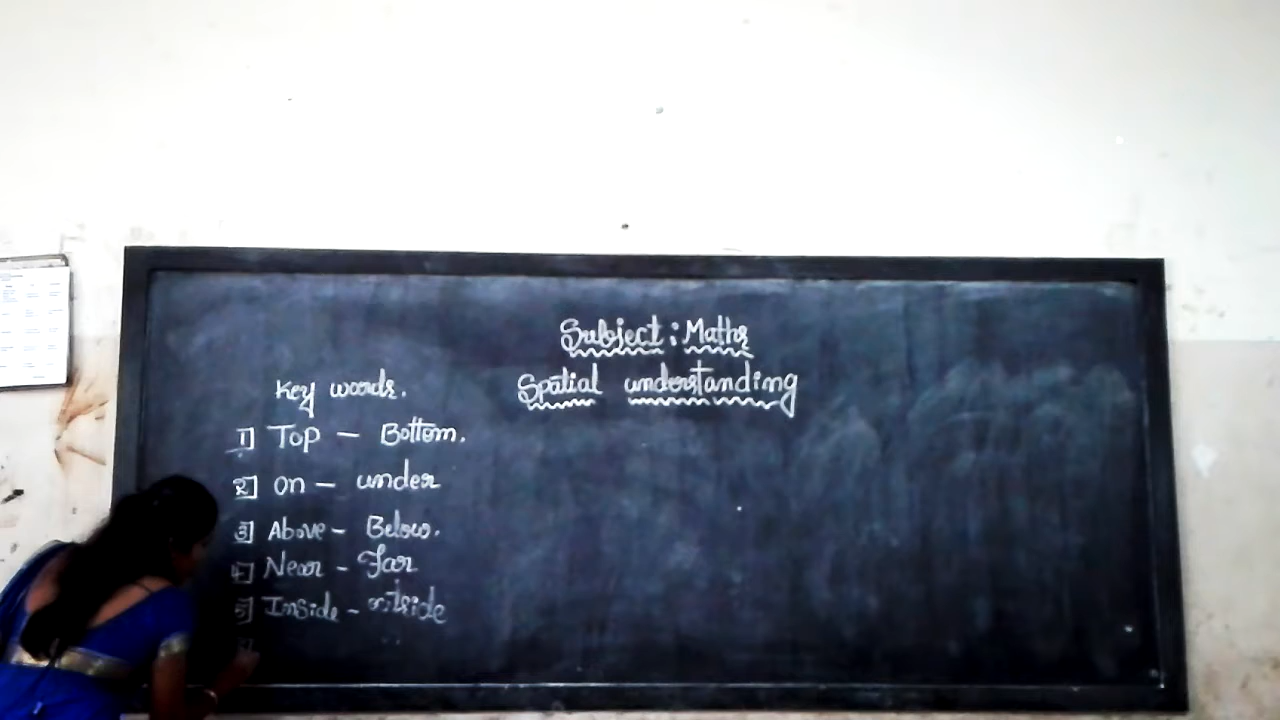 Subject : Maths
Spatial understanding
Key words.
1] Top - Bottom.
2] on - under
3] Above - Below.
4] Near - Far
5] Inside - outside